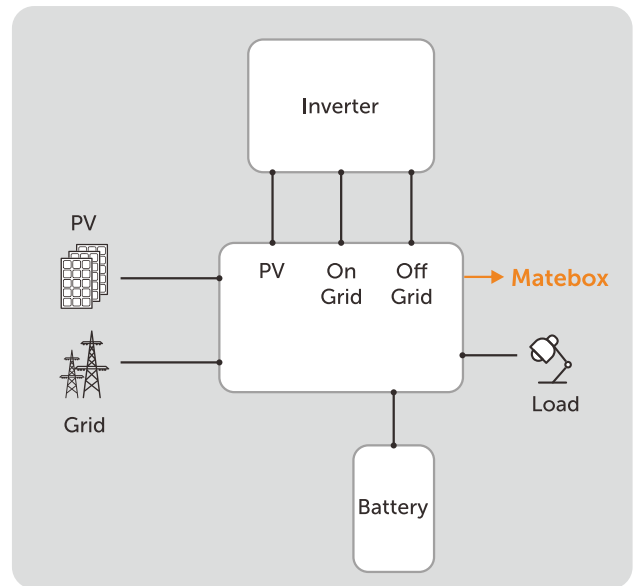 Inverter
PV
PV
On
Grid
Off
Grid
Matebox
Grid
Load
Battery